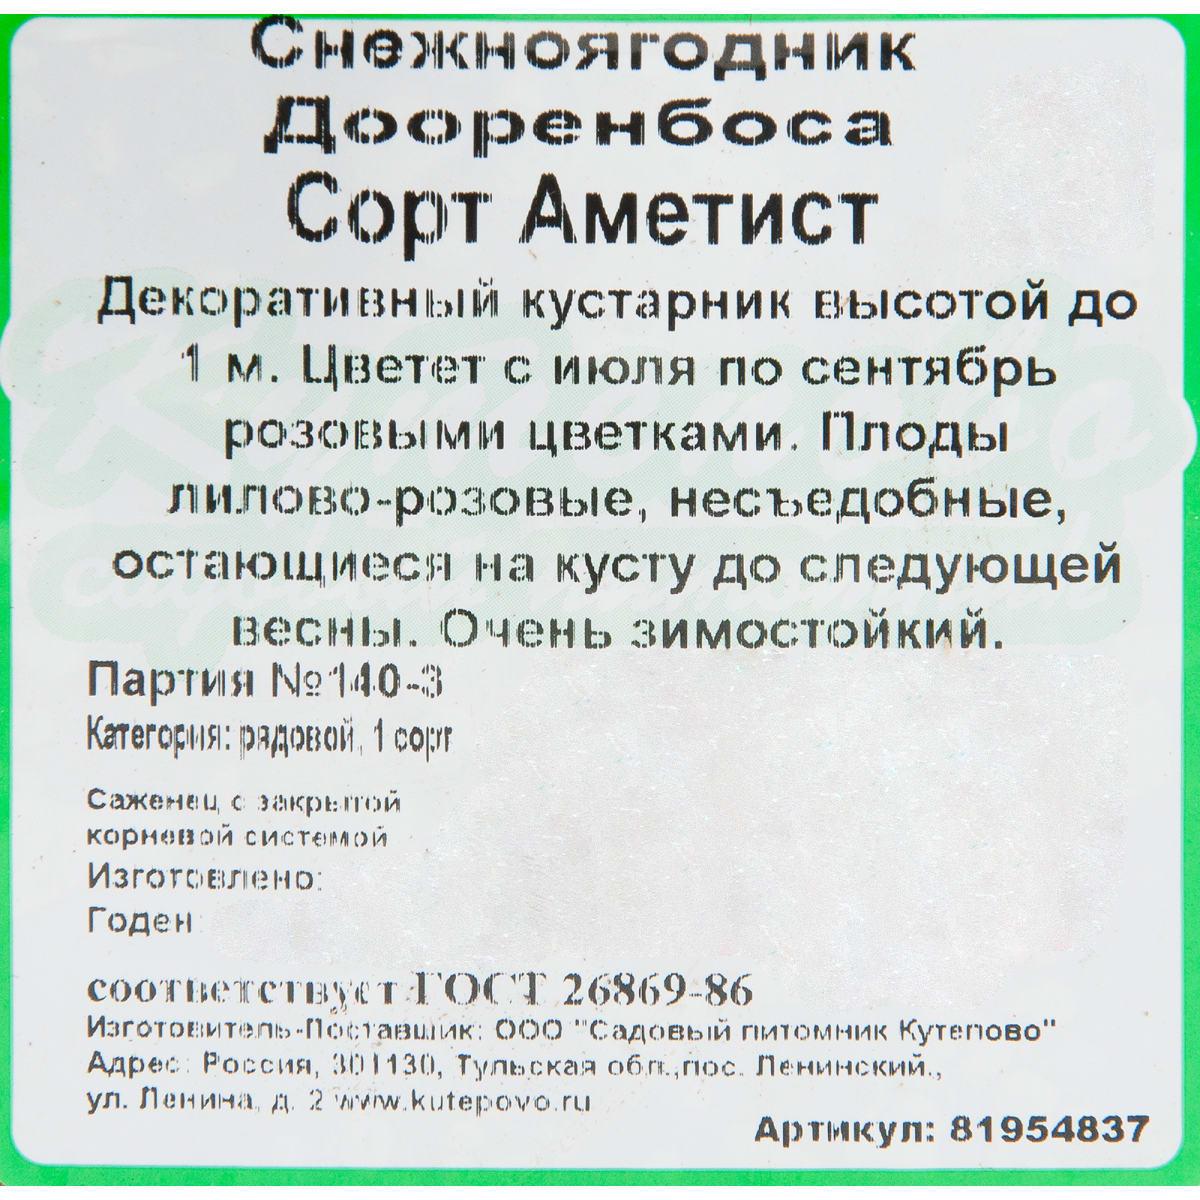 Снежноягодник
Дооренбоса
Сорт Аметист
Декоративный кустарник высотой до
1 м. Цветет с июля по сентябрь
розовыми цветками. Плоды
лилово-розовые, несъедобные,
остающиеся на кусту до следующей
весны. Очень зимостойкий.
Партия №140-3
Категория: рядовой, 1 сорт
Саженец с закрытой
корневой системой
Изготовлено:
Годен
соответствует ГОСТ 26869-86
Изготовитель-Поставщик: ООО "Садовый питомник Кутепово"
Адрес: Россия, 301130, Тульская обл.,пос. Ленинский.,
ул. Ленина, д. 2 www.kutepovo.ru
Артикул: 81954837